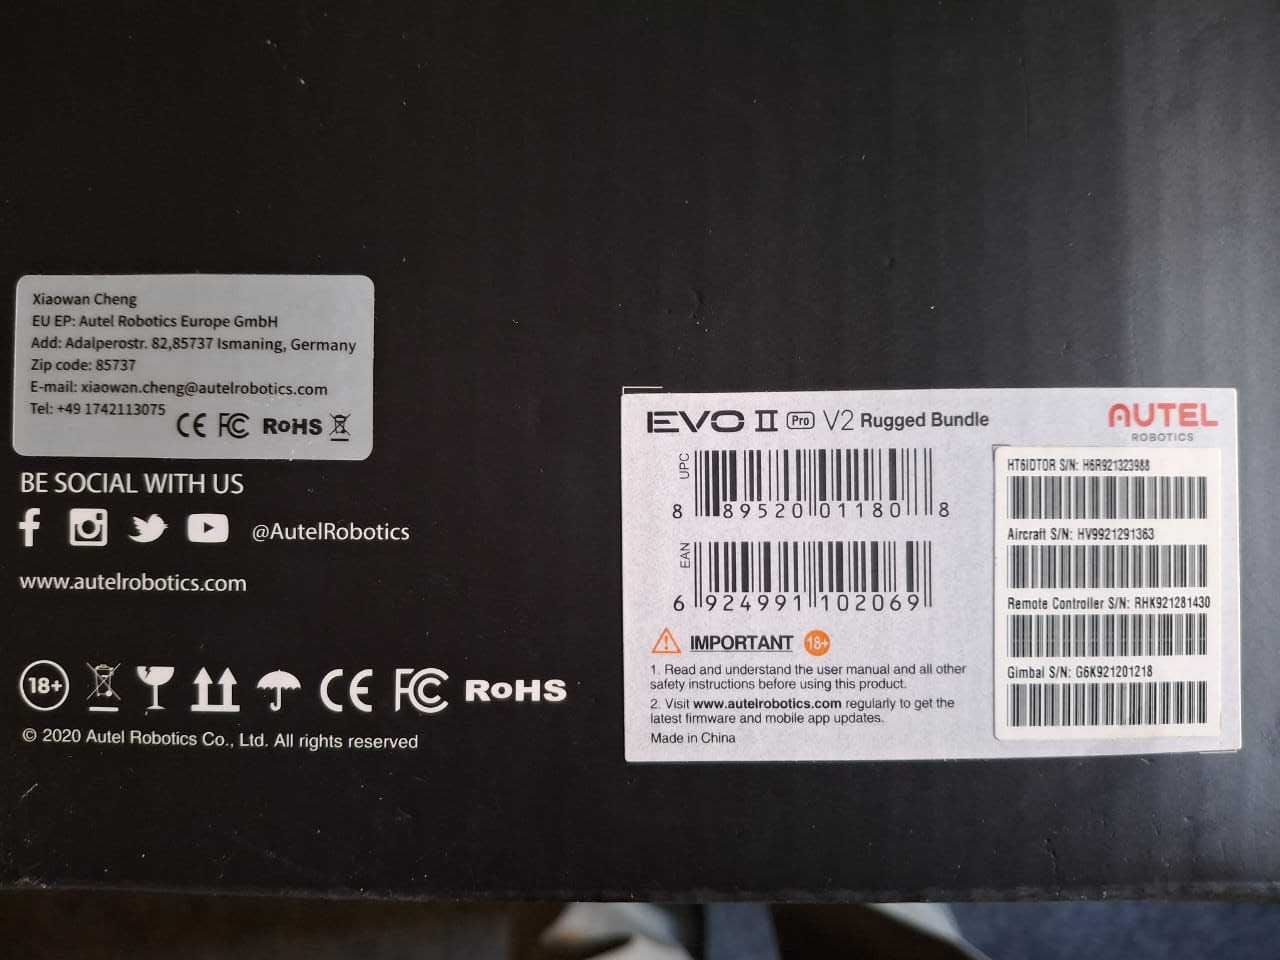 Xiaowan Cheng
EU EP: Autel Robotics Europe GmbH
Add: Adalperostr. 82,85737 Ismaning, Germany
Zip code: 85737
E-mail: xiaowan.cheng@autelrobotics.com
Tel: +49 1742113075
CE FC RoHS
BE SOCIAL WITH US
@AutelRobotics
www.autelrobotics.com
18+ CE FC RoHS
© 2020 Autel Robotics Co., Ltd. All rights reserved
EVO II Pro V2 Rugged Bundle
AUTEL
ROBOTICS
UPC
8 89520 01180 8
EAN
6 924991 102069
IMPORTANT 18+
1. Read and understand the user manual and all other
safety instructions before using this product.
2. Visit www.autelrobotics.com regularly to get the
latest firmware and mobile app updates.
Made in China
HT6IDTOR S/N: H6R921323988
Aircraft S/N: HV9921291363
Remote Controller S/N: RHK921281430
Gimbal S/N: G6K921201218